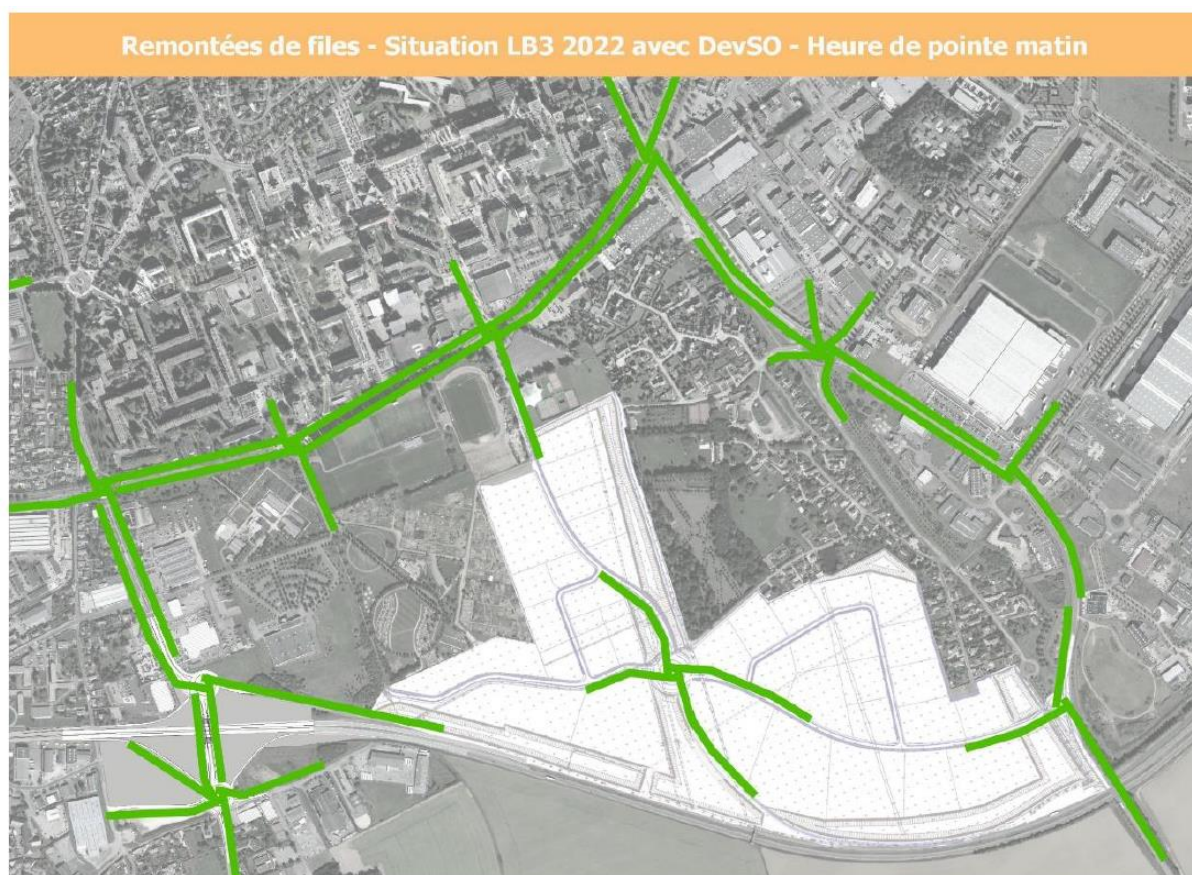 Remontées de files - Situation LB3 2022 avec DevSO - Heure de pointe matin